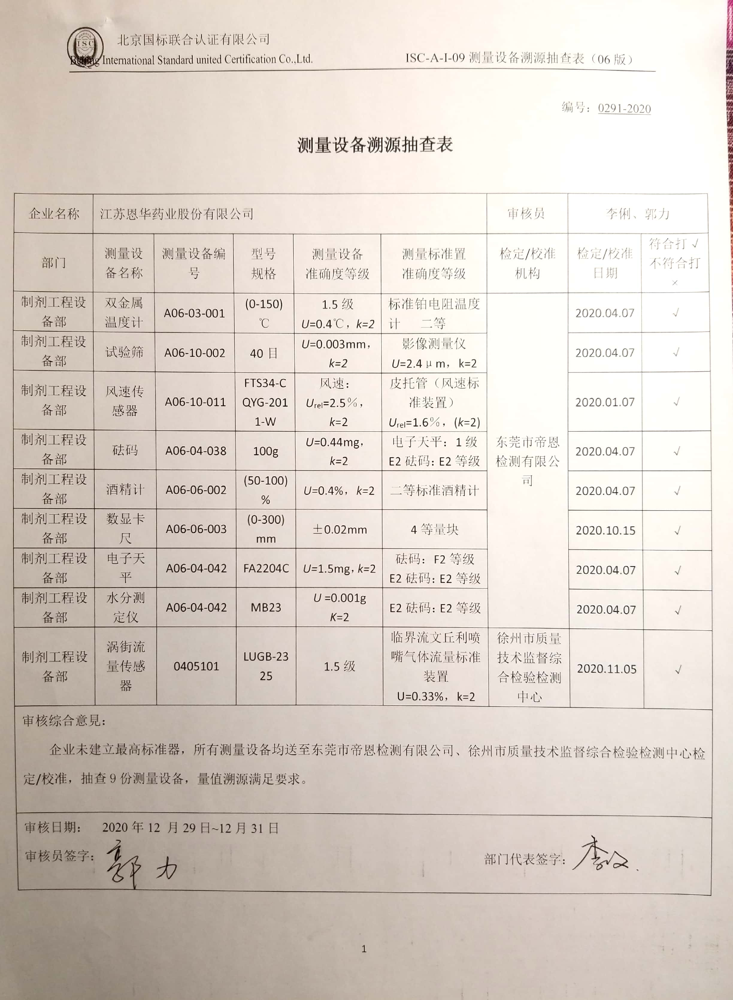 ISC
北京国标联合认证有限公司
Beijing International Standard united Certification Co.,Ltd.
ISC-A-I-09 测量设备溯源抽查表（06 版）
编号：0291-2020
测量设备溯源抽查表
企业名称 江苏恩华药业股份有限公司 审核员 李俐、郭力
部门
测量设
备名称
测量设备编
号
型号
规格
测量设备
准确度等级
测量标准置
准确度等级
检定/校准
机构
检定/校准
日期
符合打 √
不符合打
×
制剂工程设
备部
双金属
温度计
A06-03-001
(0-150)
℃
1.5 级
U=0.4℃，k=2
标准铂电阻温度
计 二等
2020.04.07
√
制剂工程设
备部
试验筛
A06-10-002
40 目
U=0.003mm，
k=2
影像测量仪
U=2.4 μm，k=2
2020.04.07
√
制剂工程设
备部
风速传
感器
A06-10-011
FTS34-C
QYG-201
1-W
风速：
Urel=2.5%，
k=2
皮托管（风速标
准装置）
Urel=1.6%，(k=2)
2020.01.07
√
制剂工程设
备部
砝码
A06-04-038
100g
U=0.44mg，
k=2
电子天平：1 级
E2 砝码：E2 等级
东莞市帝恩
检测有限公
司
2020.04.07
√
制剂工程设
备部
酒精计
A06-06-002
(50-100)
%
U=0.4%，k=2
二等标准酒精计
2020.04.07
√
制剂工程设
备部
数显卡
尺
A06-06-003
(0-300)
mm
±0.02mm
4 等量块
2020.10.15
√
制剂工程设
备部
电子天
平
A06-04-042
FA2204C
U=1.5mg，k=2
砝码：F2 等级
E2 砝码：E2 等级
2020.04.07
√
制剂工程设
备部
水分测
定仪
A06-04-042
MB23
U =0.001g
K=2
E2 砝码：E2 等级
2020.04.07
√
制剂工程设
备部
涡街流
量传感
器
0405101
LUGB-23
25
1.5 级
临界流文丘利喷
嘴气体流量标准
装置
U=0.33%，k=2
徐州市质量
技术监督综
合检验检测
中心
2020.11.05
√
审核综合意见：
企业未建立最高标准器，所有测量设备均送至东莞市帝恩检测有限公司、徐州市质量技术监督综合检验检测中心检
定/校准，抽查 9 份测量设备，量值溯源满足要求。
审核日期： 2020 年 12 月 29 日~12 月 31 日
审核员签字：郭力
部门代表签字：李
1